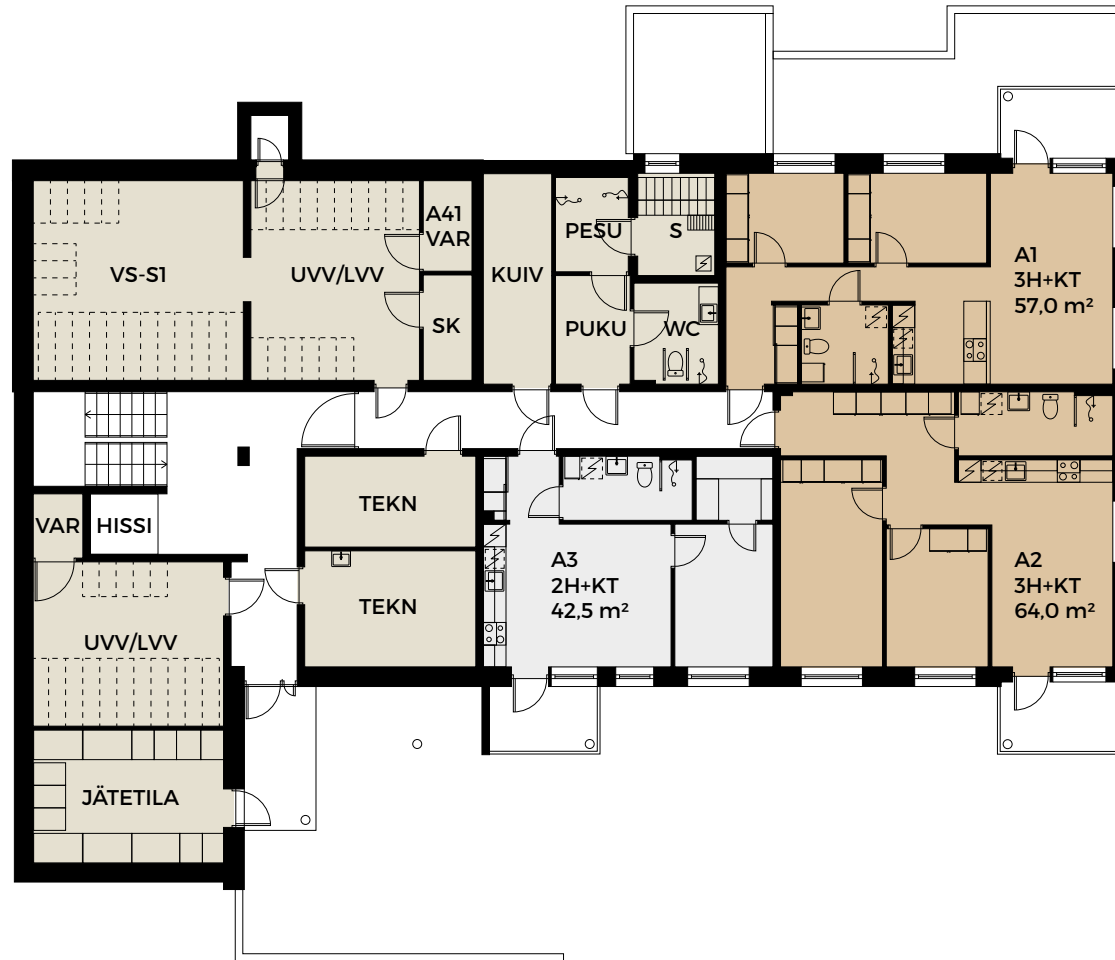 A41
VAR
VS-S1
UVV/LVV
SK
KUIV
PESU
S
PUKU
WC
A1
3H+KT
57,0 m²
VAR
HISSI
TEKN
TEKN
UVV/LVV
A3
2H+KT
42,5 m²
A2
3H+KT
64,0 m²
JÄTETILA